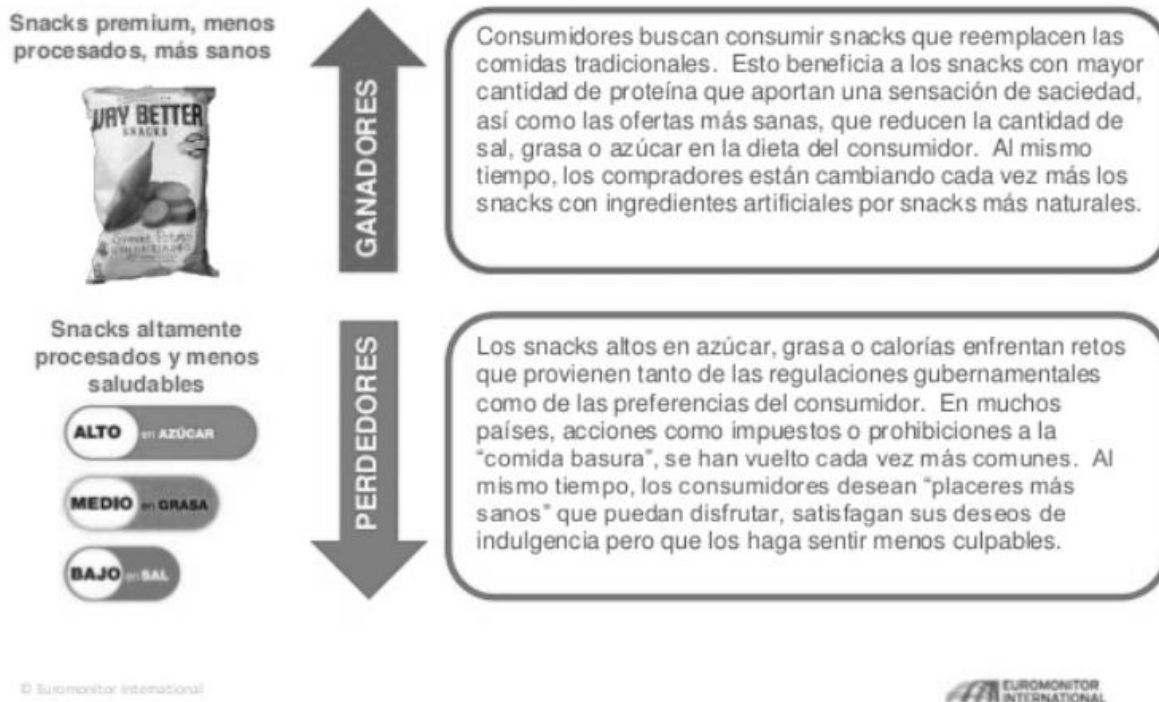 Snacks premium, menos
procesados, más sanos
WAY BETTER
SNACKS
GANADORES
Consumidores buscan consumir snacks que reemplacen las
comidas tradicionales. Esto beneficia a los snacks con mayor
cantidad de proteína que aportan una sensación de saciedad,
así como las ofertas más sanas, que reducen la cantidad de
sal, grasa o azúcar en la dieta del consumidor. Al mismo
tiempo, los compradores están cambiando cada vez más los
snacks con ingredientes artificiales por snacks más naturales.
Snacks altamente
procesados y menos
saludables
ALTO en AZÚCAR
MEDIO en GRASA
BAJO en SAL
PERDEDORES
Los snacks altos en azúcar, grasa o calorías enfrentan retos
que provienen tanto de las regulaciones gubernamentales
como de las preferencias del consumidor. En muchos
países, acciones como impuestos o prohibiciones a la
“comida basura”, se han vuelto cada vez más comunes. Al
mismo tiempo, los consumidores desean “placeres más
sanos” que puedan disfrutar, satisfagan sus deseos de
indulgencia pero que los haga sentir menos culpables.
© Euromonitor International
EUROMONITOR
INTERNATIONAL